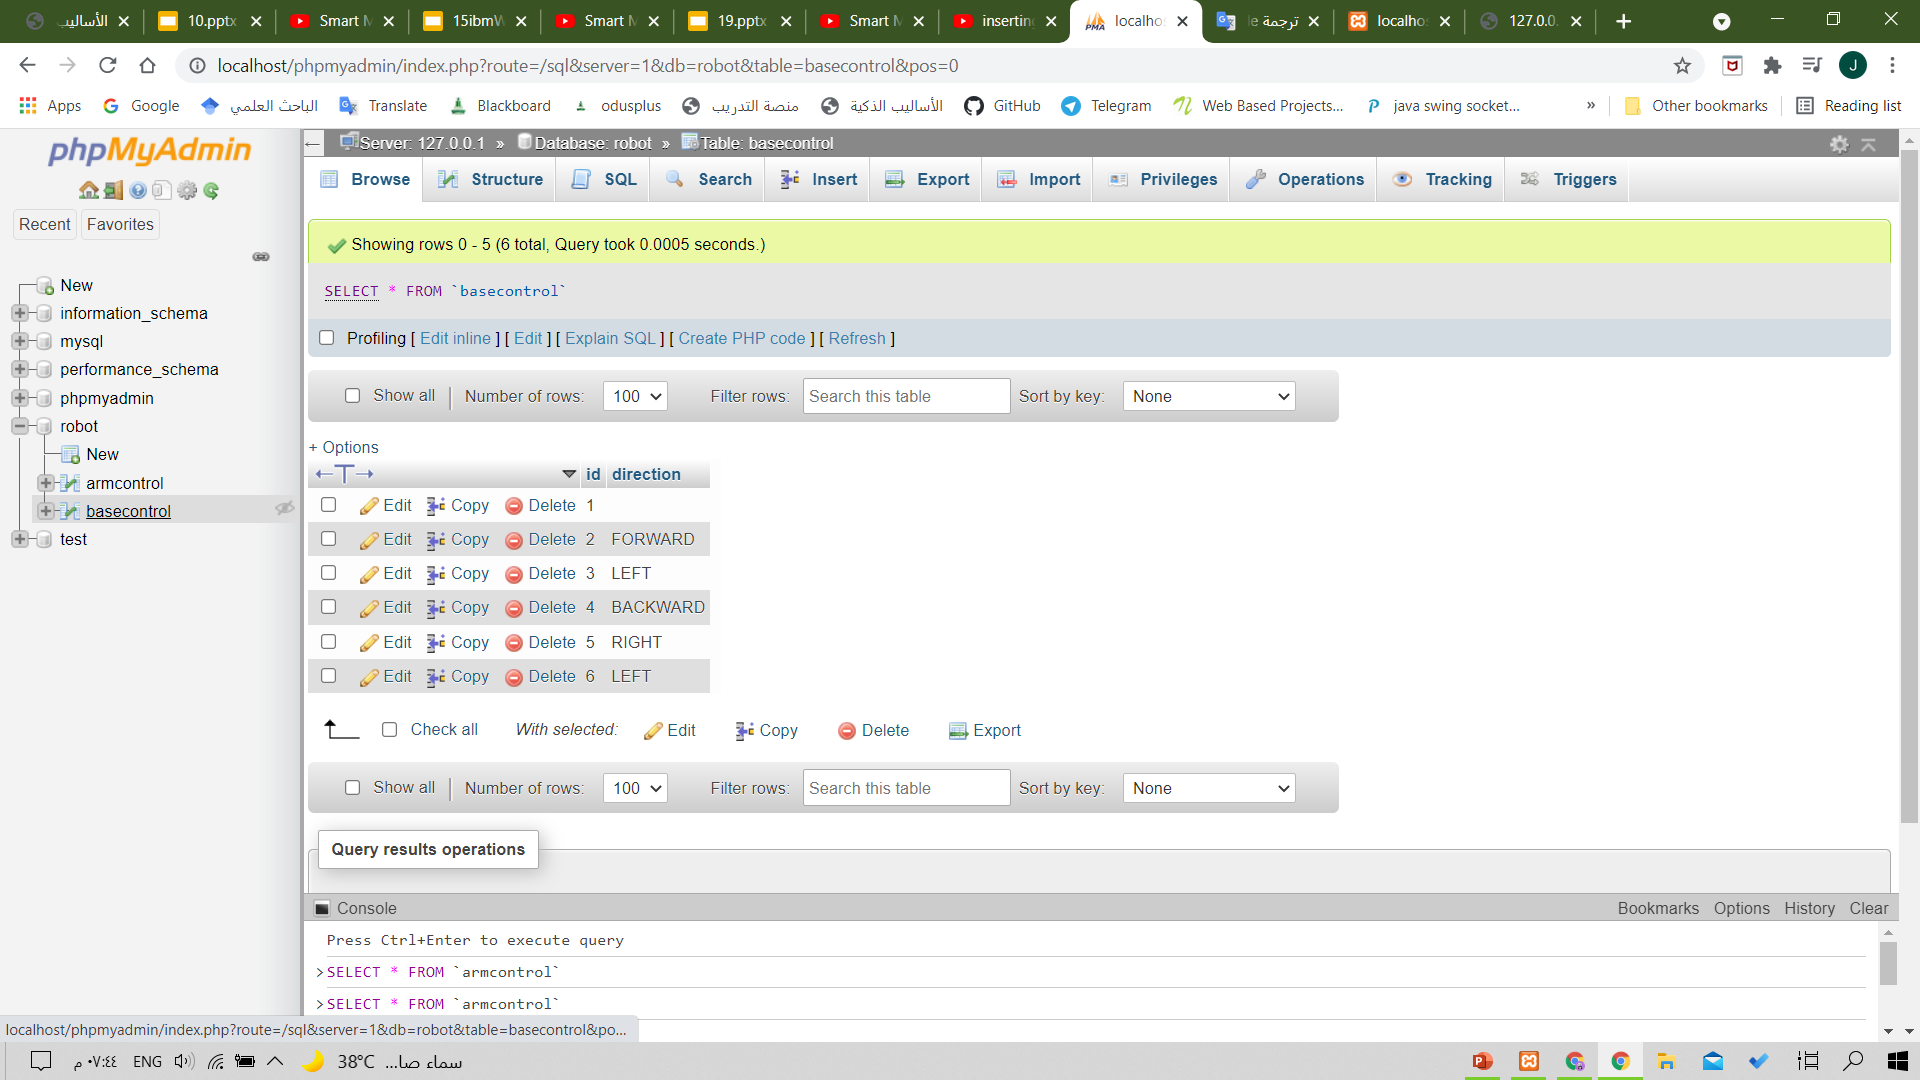 الأساليب
10.pptx
Smart M
15ibmW
Smart M
19.pptx
Smart M
inserting
localho
ترجمة le
localho
127.0.0.
localhost/phpmyadmin/index.php?route=/sql&server=1&db=robot&table=basecontrol&pos=0
J
Apps
Google
الباحث العلمي
Translate
Blackboard
odusplus
منصة التدريب
الأساليب الذكية
GitHub
Telegram
Web Based Projects...
java swing socket...
»
Other bookmarks
Reading list
phpMyAdmin
Recent
Favorites
New
information_schema
mysql
performance_schema
phpmyadmin
robot
New
armcontrol
basecontrol
test
Server: 127.0.0.1 » Database: robot » Table: basecontrol
Browse
Structure
SQL
Search
Insert
Export
Import
Privileges
Operations
Tracking
Triggers
Showing rows 0 - 5 (6 total, Query took 0.0005 seconds.)
SELECT * FROM `basecontrol`
Profiling [ Edit inline ] [ Edit ] [ Explain SQL ] [ Create PHP code ] [ Refresh ]
Show all | Number of rows: 100 Filter rows: Search this table Sort by key: None
+ Options
←T→ id direction
Edit Copy Delete 1
Edit Copy Delete 2 FORWARD
Edit Copy Delete 3 LEFT
Edit Copy Delete 4 BACKWARD
Edit Copy Delete 5 RIGHT
Edit Copy Delete 6 LEFT
Check all With selected: Edit Copy Delete Export
Show all | Number of rows: 100 Filter rows: Search this table Sort by key: None
Query results operations
Console
Bookmarks Options History Clear
Press Ctrl+Enter to execute query
>SELECT * FROM `armcontrol`
>SELECT * FROM `armcontrol`
localhost/phpmyadmin/index.php?route=/sql&server=1&db=robot&table=basecontrol&po...
٠٧:٤٤ م
ENG
38°C
سماء صا...